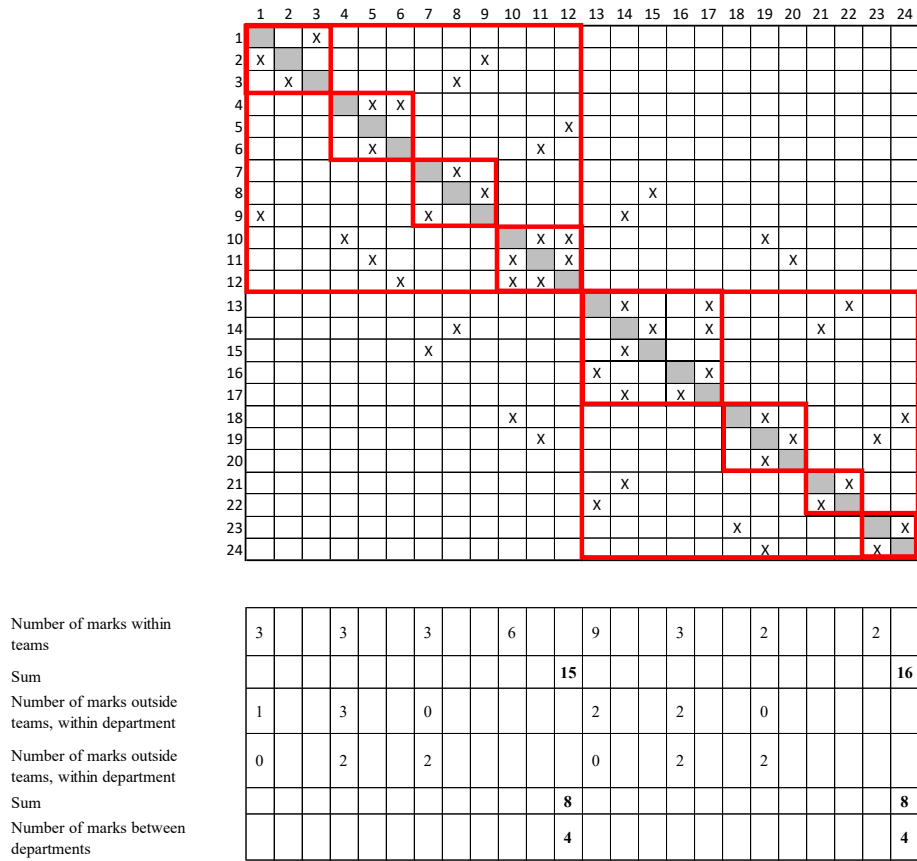 1 2 3 4 5 6 7 8 9 10 11 12 13 14 15 16 17 18 19 20 21 22 23 24
1 X
2 X X
3 X X
4 X X
5 X
6 X X
7 X
8 X X
9 X X X
10 X X X X
11 X X X X
12 X X X
13 X X X
14 X X X X
15 X X
16 X X
17 X X
18 X X X
19 X X X
20 X
21 X X
22 X X
23 X X
24 X X
Number of marks within
teams
3 3 3 6 9 3 2 2
Sum
15 16
Number of marks outside
teams, within department
1 3 0 2 2 0
Number of marks outside
teams, within department
0 2 2 0 2 2
Sum
8 8
Number of marks between
departments
4 4